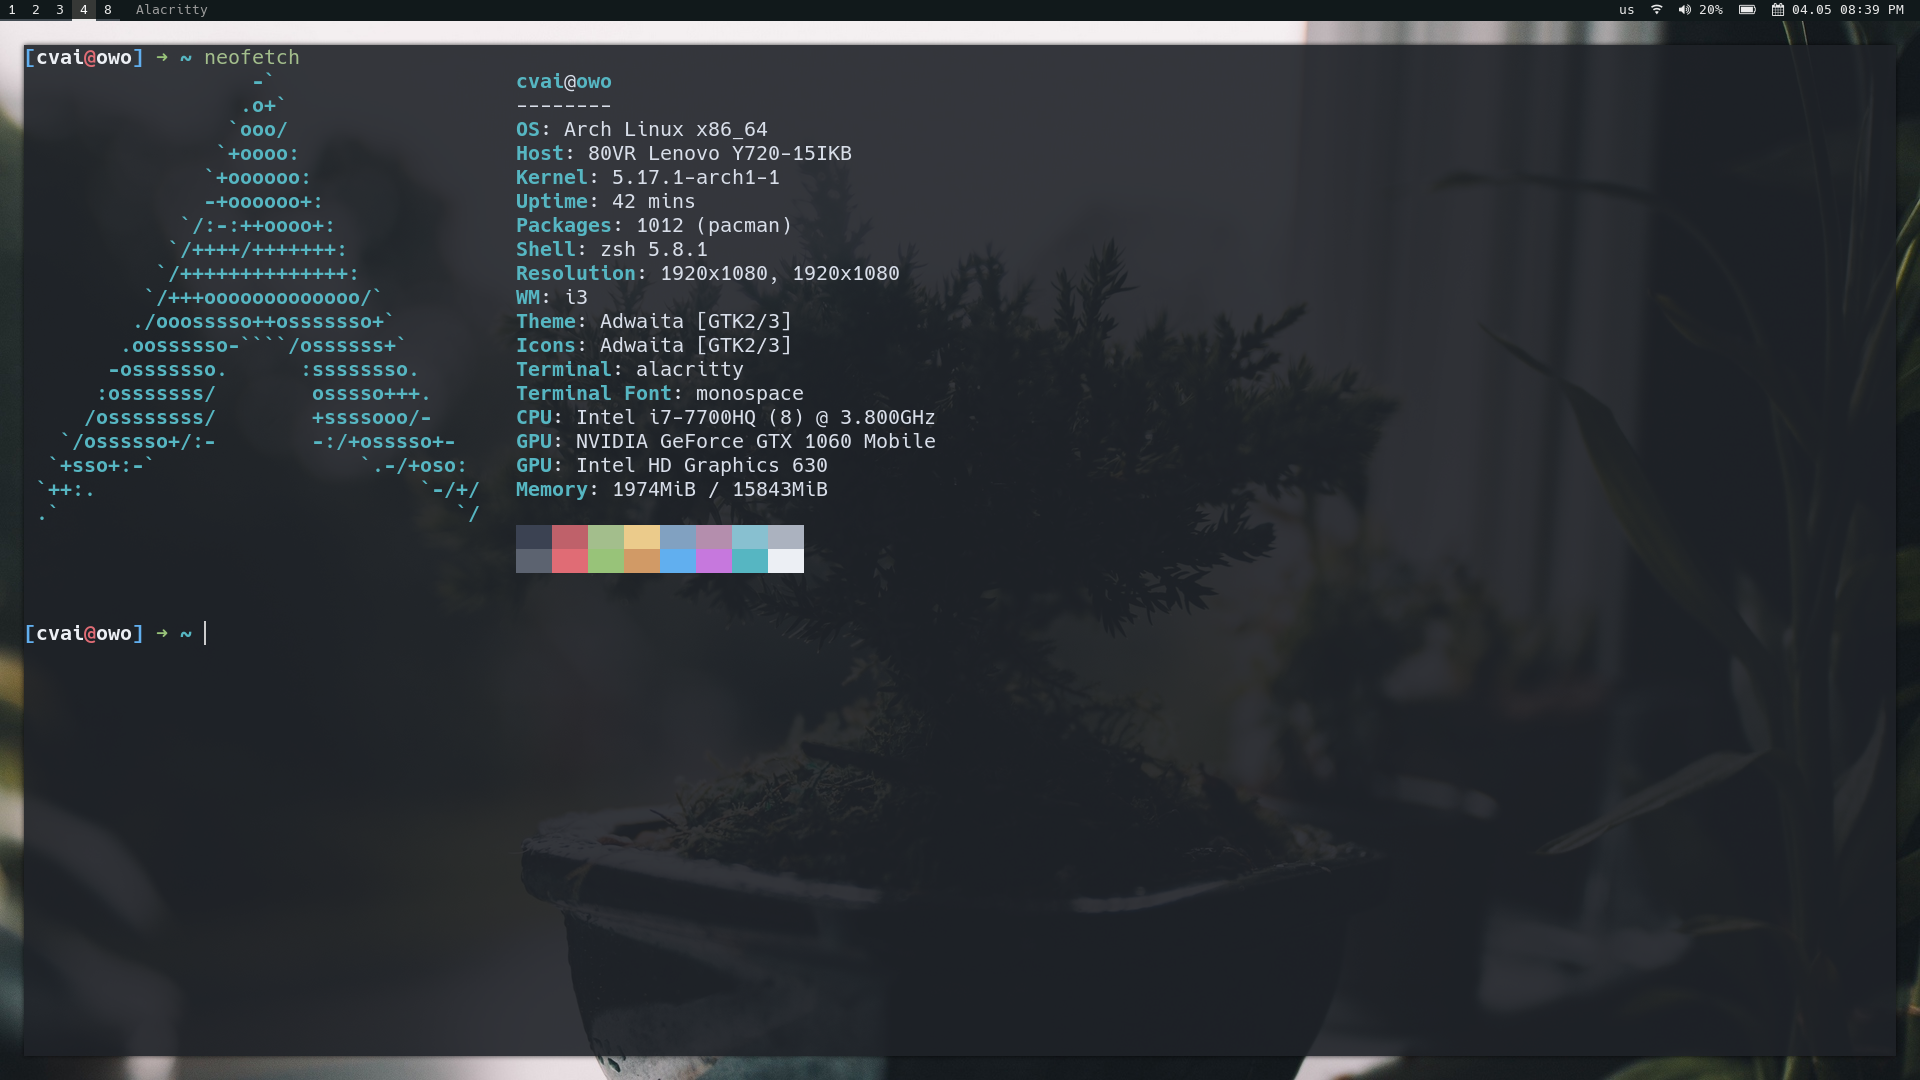 1 2 3 4 8 Alacritty us 20% 04.05 08:39 PM
[cvai@owo] ➜ ~ neofetch
                   -`                    cvai@owo
                  .o+`                   --------
                 `ooo/                   OS: Arch Linux x86_64
                `+oooo:                  Host: 80VR Lenovo Y720-15IKB
               `+oooooo:                 Kernel: 5.17.1-arch1-1
               -+oooooo+:                Uptime: 42 mins
             `/:-:++oooo+:               Packages: 1012 (pacman)
            `/++++/+++++++:              Shell: zsh 5.8.1
           `/++++++++++++++:             Resolution: 1920x1080, 1920x1080
          `/+++ooooooooooooo/`           WM: i3
         ./ooosssso++osssssso+`          Theme: Adwaita [GTK2/3]
        .oossssso-````/ossssss+`         Icons: Adwaita [GTK2/3]
       -osssssso.      :ssssssso.        Terminal: alacritty
      :osssssss/        osssso+++.       Terminal Font: monospace
     /ossssssss/        +ssssooo/-       CPU: Intel i7-7700HQ (8) @ 3.800GHz
   `/ossssso+/:-        -:/+osssso+-     GPU: NVIDIA GeForce GTX 1060 Mobile
  `+sso+:-`                 `.-/+oso:    GPU: Intel HD Graphics 630
 `++:.                           `-/+/   Memory: 1974MiB / 15843MiB
 .`                                 `/
[cvai@owo] ➜ ~